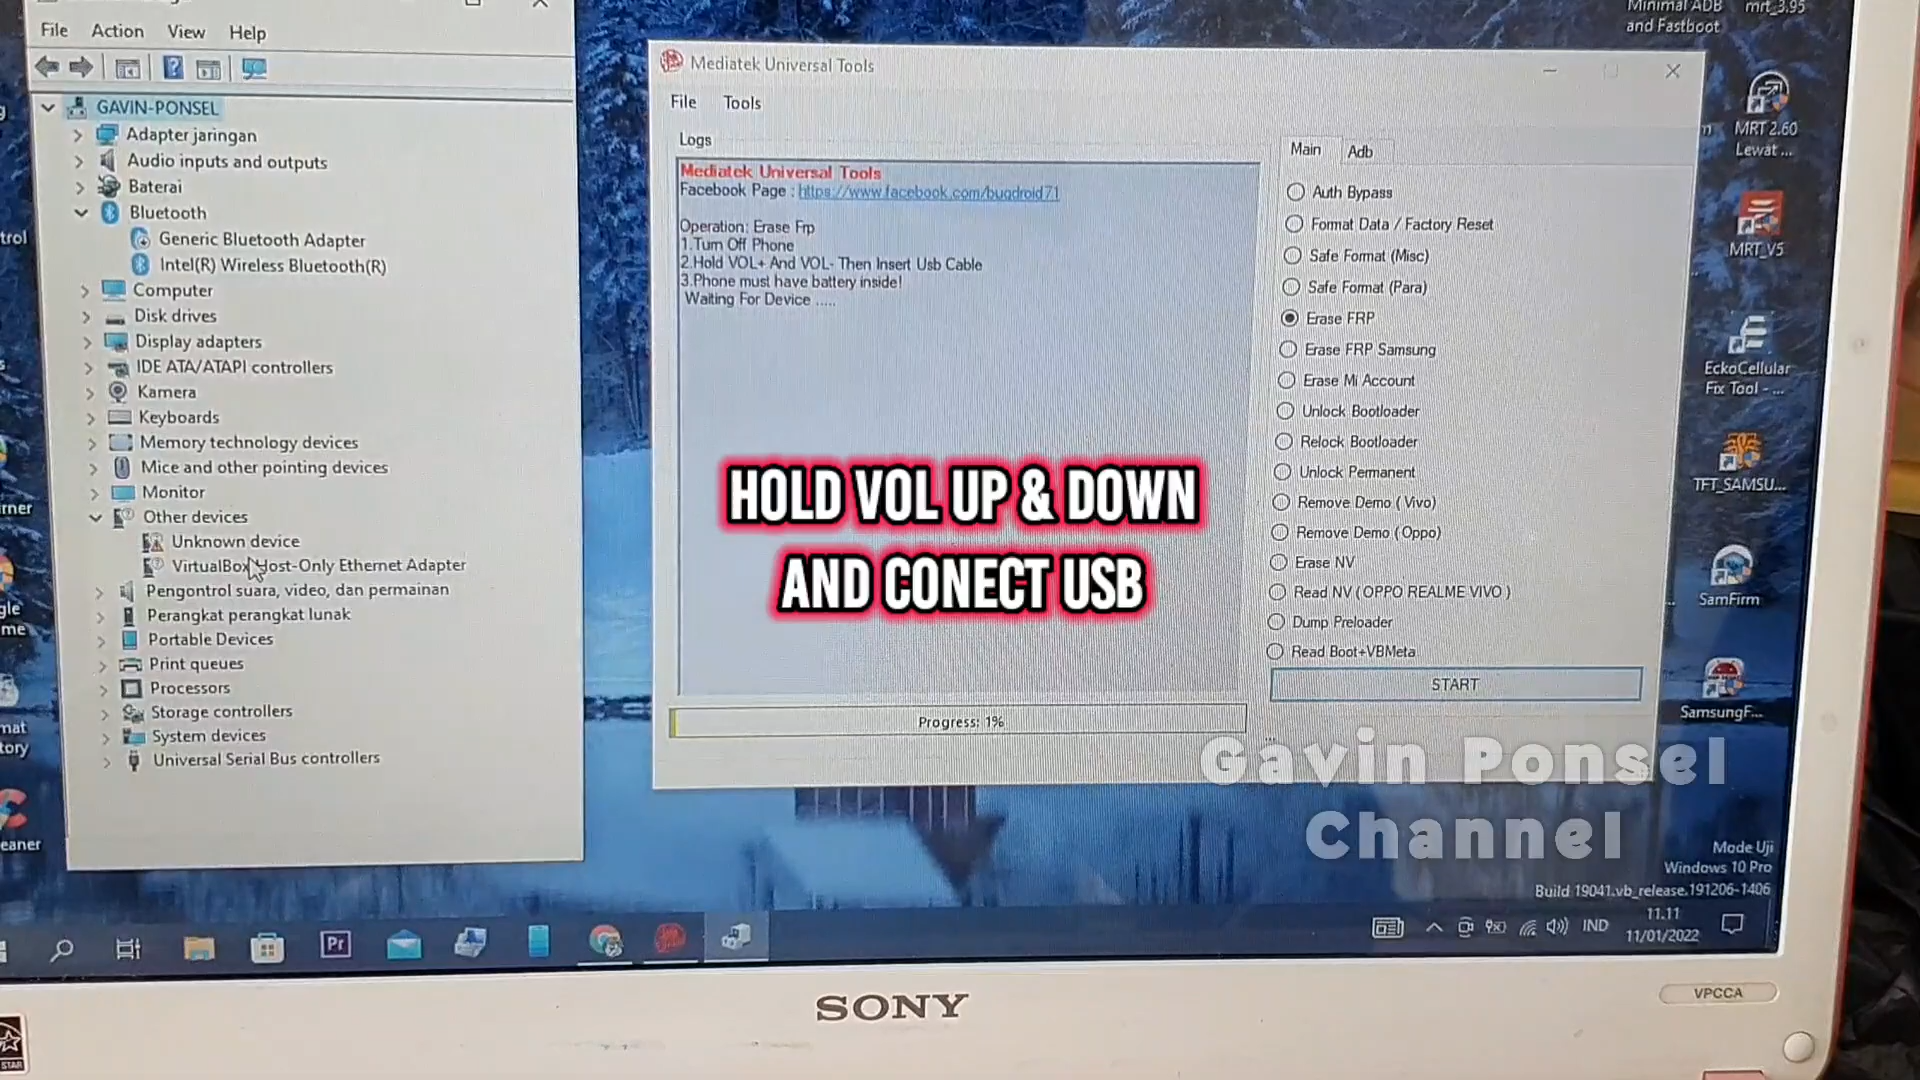 File Action View Help
GAVIN-PONSEL
Adapter jaringan
Audio inputs and outputs
Baterai
Bluetooth
Generic Bluetooth Adapter
Intel(R) Wireless Bluetooth(R)
Computer
Disk drives
Display adapters
IDE ATA/ATAPI controllers
Kamera
Keyboards
Memory technology devices
Mice and other pointing devices
Monitor
Other devices
Unknown device
VirtualBox Host-Only Ethernet Adapter
Pengontrol suara, video, dan permainan
Perangkat perangkat lunak
Portable Devices
Print queues
Processors
Storage controllers
System devices
Universal Serial Bus controllers
Mediatek Universal Tools
File Tools
Logs
Mediatek Universal Tools
Facebook Page : https://www.facebook.com/bugdroid71
Operation: Erase Frp
1.Turn Off Phone
2.Hold VOL+ And VOL- Then Insert Usb Cable
3.Phone must have battery inside!
Waiting For Device .....
HOLD VOL UP & DOWN
AND CONECT USB
Progress: 1%
Main Adb
Auth Bypass
Format Data / Factory Reset
Safe Format (Misc)
Safe Format (Para)
Erase FRP
Erase FRP Samsung
Erase Mi Account
Unlock Bootloader
Relock Bootloader
Unlock Permanent
Remove Demo (Vivo)
Remove Demo (Oppo)
Erase NV
Read NV ( OPPO REALME VIVO )
Dump Preloader
Read Boot+VBMeta
START
...
Gavin Ponsel
Channel
Minimal ADB
and Fastboot
mrt_3.95
MRT 2.60
Lewat ...
MRT_V5
EckoCellular
Fix Tool - ...
TFT_SAMSU...
SamFirm
SamsungF...
Mode Uji
Windows 10 Pro
Build 19041.vb_release.191206-1406
Pr
IND
11.11
11/01/2022
SONY
VPCCA
STAR